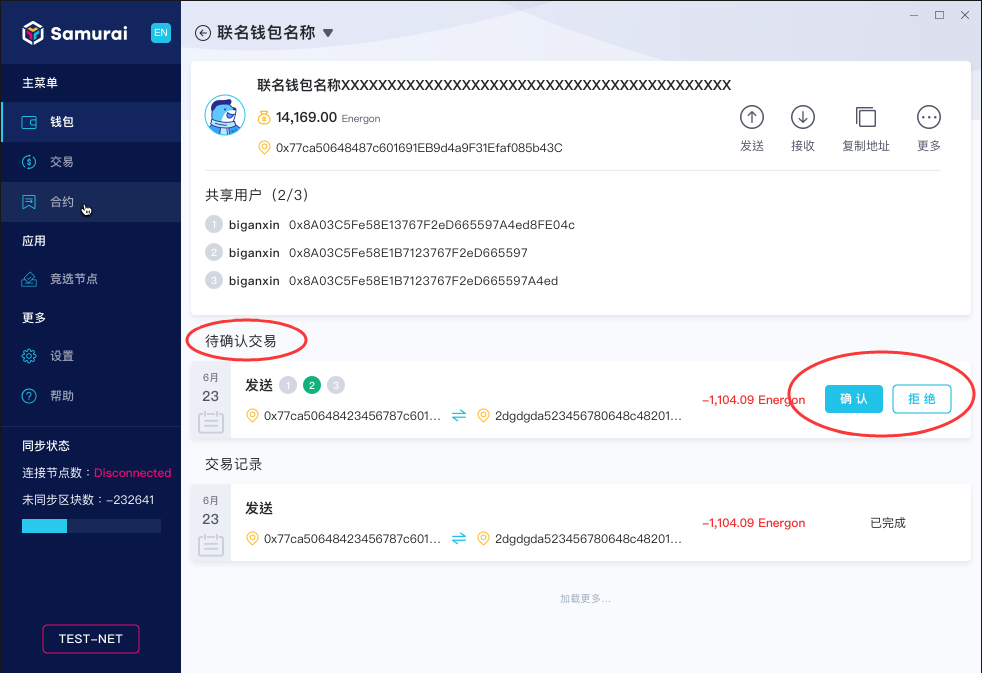 Samurai EN
主菜单
钱包
交易
合约
应用
竞选节点
更多
设置
帮助
同步状态
连接节点数：Disconnected
未同步区块数：-232641
TEST-NET
联名钱包名称
联名钱包名称XXXXXXXXXXXXXXXXXXXXXXXXXXXXXXXXXXXXXXXXXX
14,169.00 Energon
0x77ca50648487c601691EB9d4a9F31Efaf085b43C
发送 接收 复制地址 更多
共享用户（2/3）
1 biganxin 0x8A03C5Fe58E13767F2eD665597A4ed8FE04c
2 biganxin 0x8A03C5Fe58E1B7123767F2eD665597
3 biganxin 0x8A03C5Fe58E1B7123767F2eD665597A4ed
待确认交易
6月
23
发送 1 2 3
0x77ca50648423456787c601... 2dgdgda523456780648c48201...
-1,104.09 Energon
确 认 拒 绝
交易记录
6月
23
发送
0x77ca50648423456787c601... 2dgdgda523456780648c48201...
-1,104.09 Energon
已完成
加载更多...